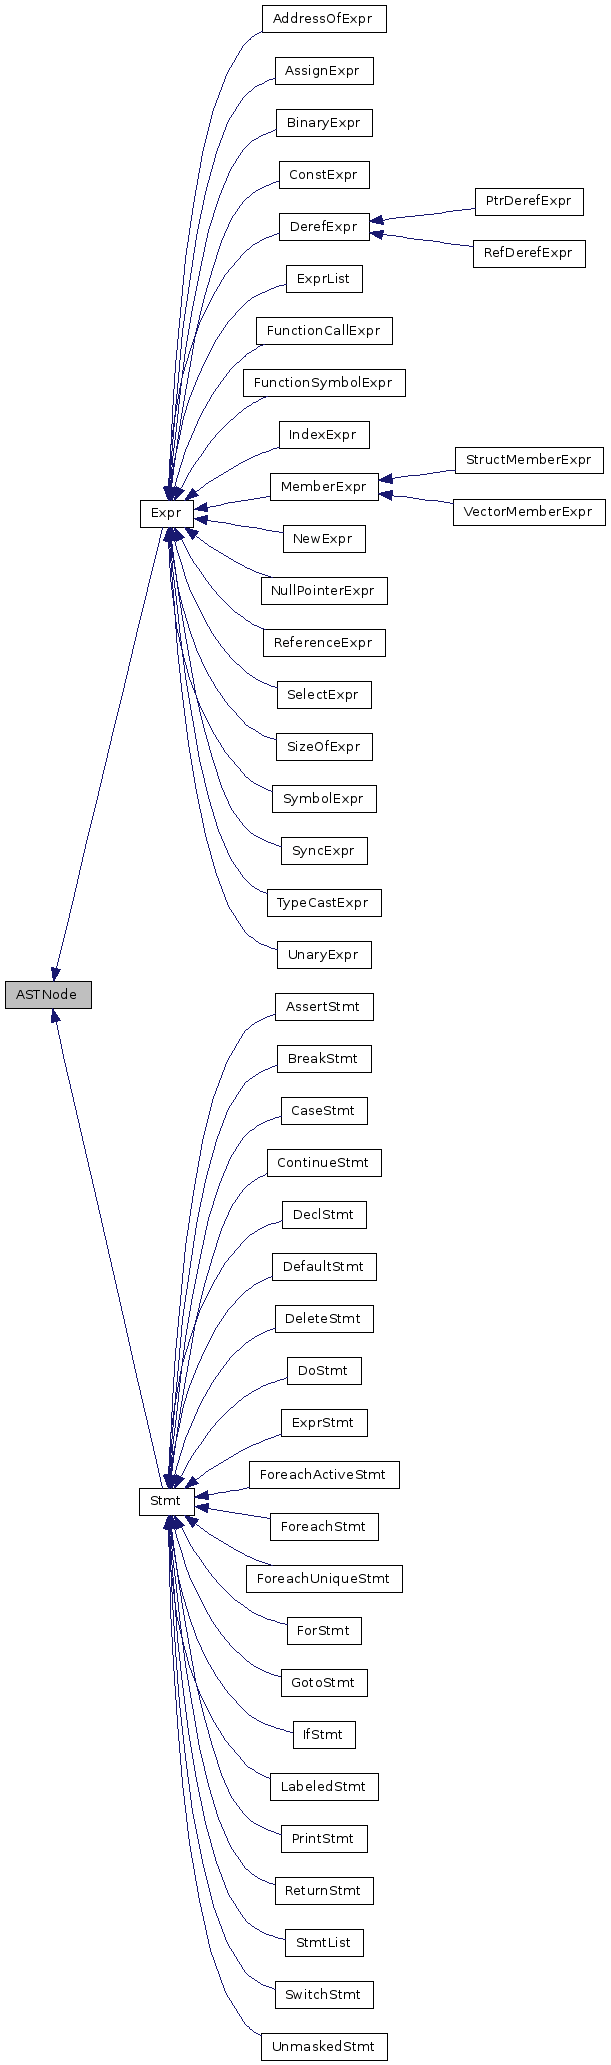 AddressOfExpr
AssignExpr
BinaryExpr
ConstExpr
PtrDerefExpr
DerefExpr
RefDerefExpr
ExprList
FunctionCallExpr
FunctionSymbolExpr
IndexExpr
StructMemberExpr
MemberExpr
Expr
VectorMemberExpr
NewExpr
NullPointerExpr
ReferenceExpr
SelectExpr
SizeOfExpr
SymbolExpr
SyncExpr
TypeCastExpr
UnaryExpr
ASTNode
AssertStmt
BreakStmt
CaseStmt
ContinueStmt
DeclStmt
DefaultStmt
DeleteStmt
DoStmt
ExprStmt
ForeachActiveStmt
Stmt
ForeachStmt
ForeachUniqueStmt
ForStmt
GotoStmt
IfStmt
LabeledStmt
PrintStmt
ReturnStmt
StmtList
SwitchStmt
UnmaskedStmt